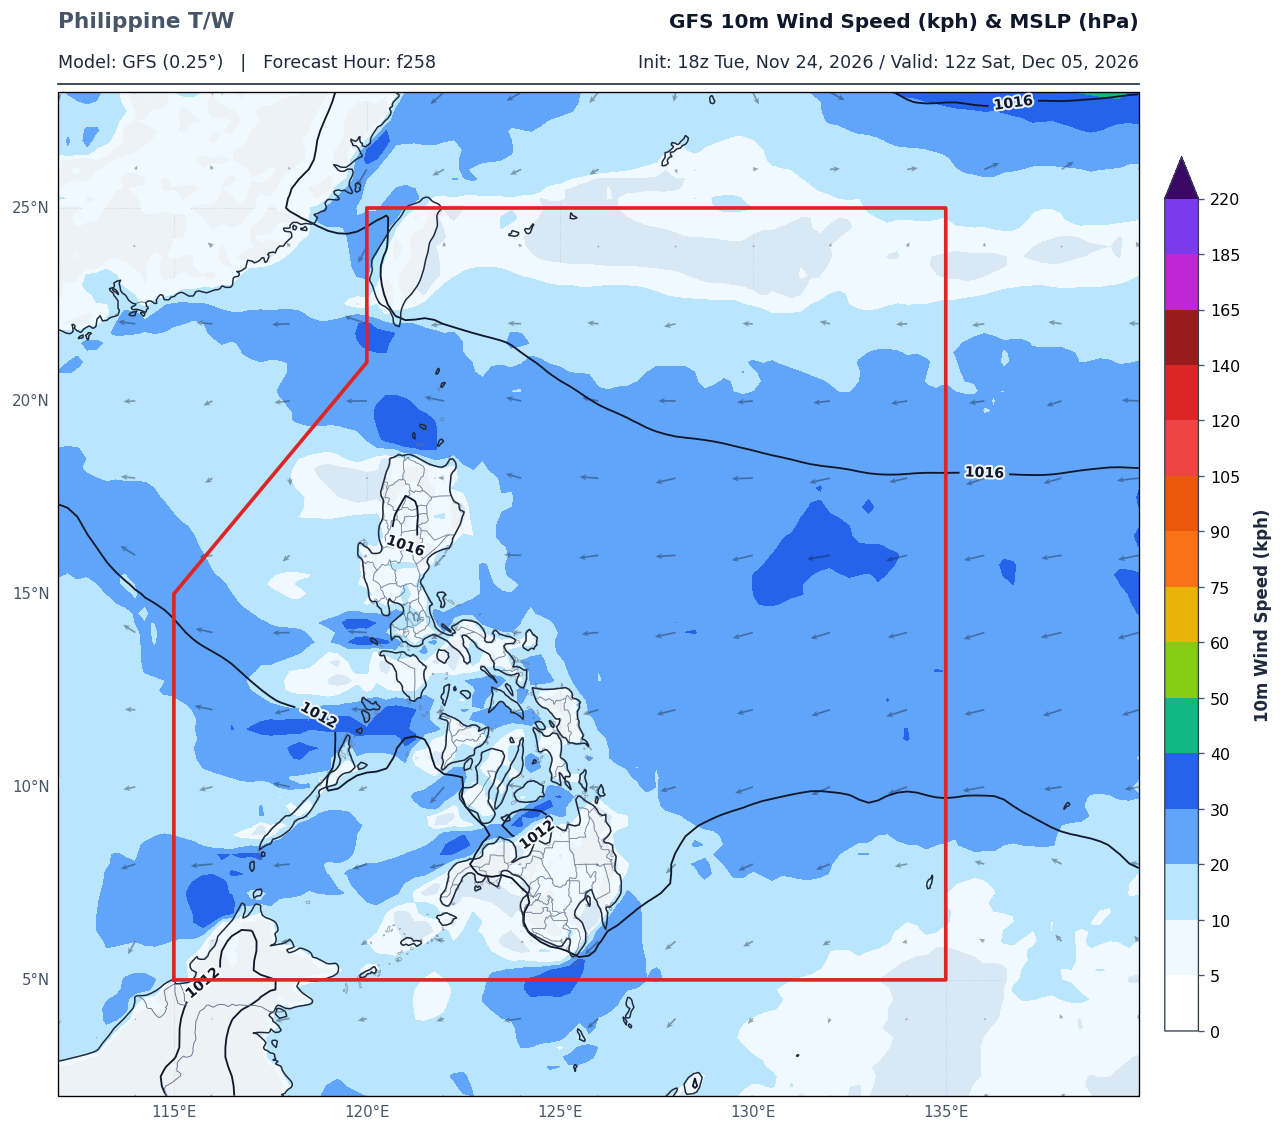 Philippine T/W
GFS 10m Wind Speed (kph) & MSLP (hPa)
Model: GFS (0.25°) | Forecast Hour: f258
Init: 18z Tue, Nov 24, 2026 / Valid: 12z Sat, Dec 05, 2026
1016
1016
1016
1012
1012
1012
25°N
20°N
15°N
10°N
5°N
115°E
120°E
125°E
130°E
135°E
220
185
165
140
120
105
90
75
60
50
40
30
20
10
5
0
10m Wind Speed (kph)